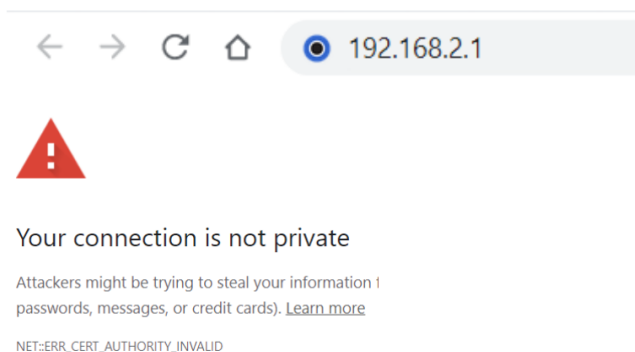 192.168.2.1
Your connection is not private
Attackers might be trying to steal your information
passwords, messages, or credit cards). Learn more
NET::ERR_CERT_AUTHORITY_INVALID